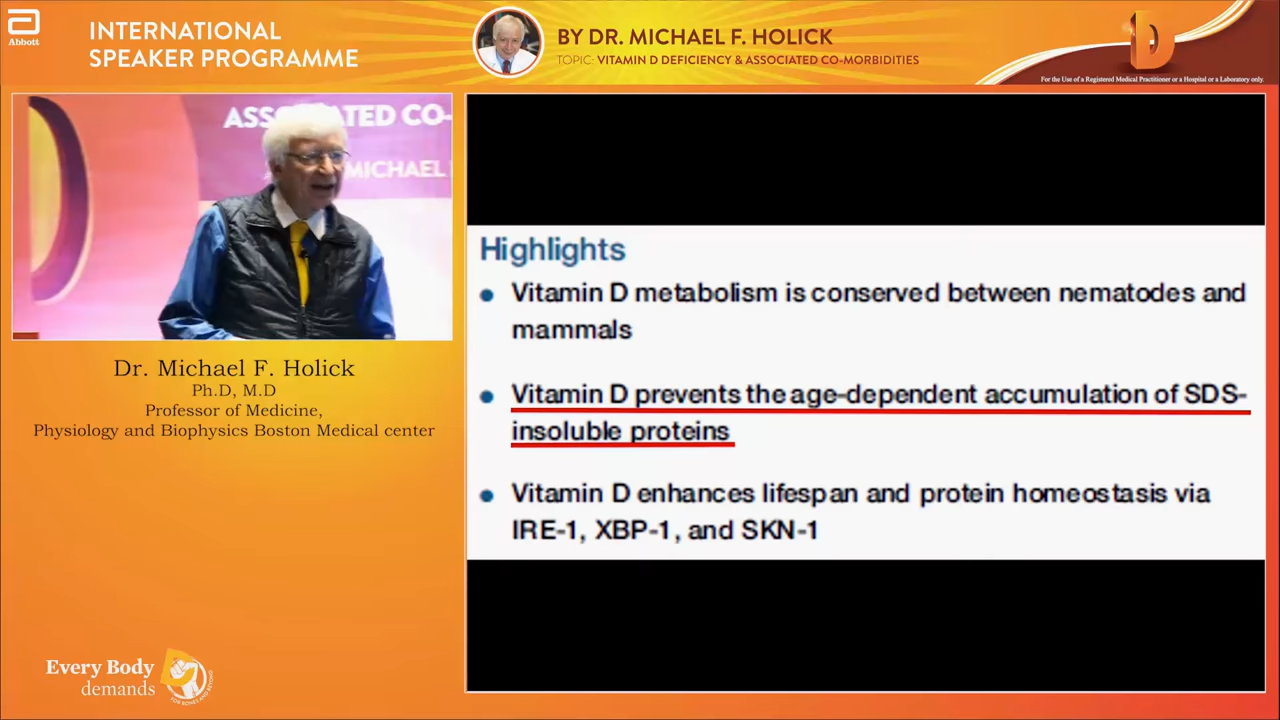 Abbott
INTERNATIONAL
SPEAKER PROGRAMME
BY DR. MICHAEL F. HOLICK
TOPIC: VITAMIN D DEFICIENCY & ASSOCIATED CO-MORBIDITIES
D
For the Use of a Registered Medical Practitioner or a Hospital or a Laboratory only.
ASSOCIATED CO-
MICHAEL
Dr. Michael F. Holick
Ph.D, M.D
Professor of Medicine,
Physiology and Biophysics Boston Medical center
Highlights
• Vitamin D metabolism is conserved between nematodes and
mammals
• Vitamin D prevents the age-dependent accumulation of SDS-
insoluble proteins
• Vitamin D enhances lifespan and protein homeostasis via
IRE-1, XBP-1, and SKN-1
Every Body
demands
FOR BONES AND BEYOND